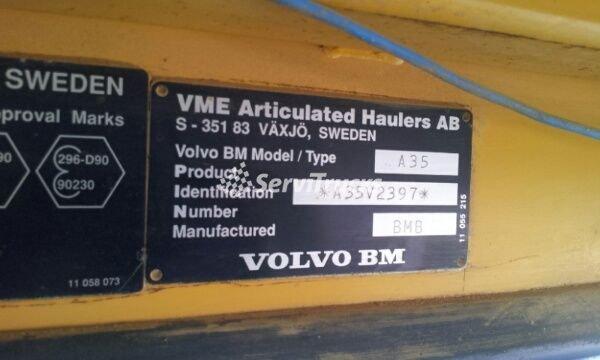 SWEDEN
pproval Marks
90
296-D90
90230
11 058 073
VME Articulated Haulers AB
S - 351 83 VÄXJÖ, SWEDEN
Volvo BM Model / Type A35
Product
Identification *A35V2397*
Number
Manufactured BMB
VOLVO BM
11 055 215
ServiTrucks